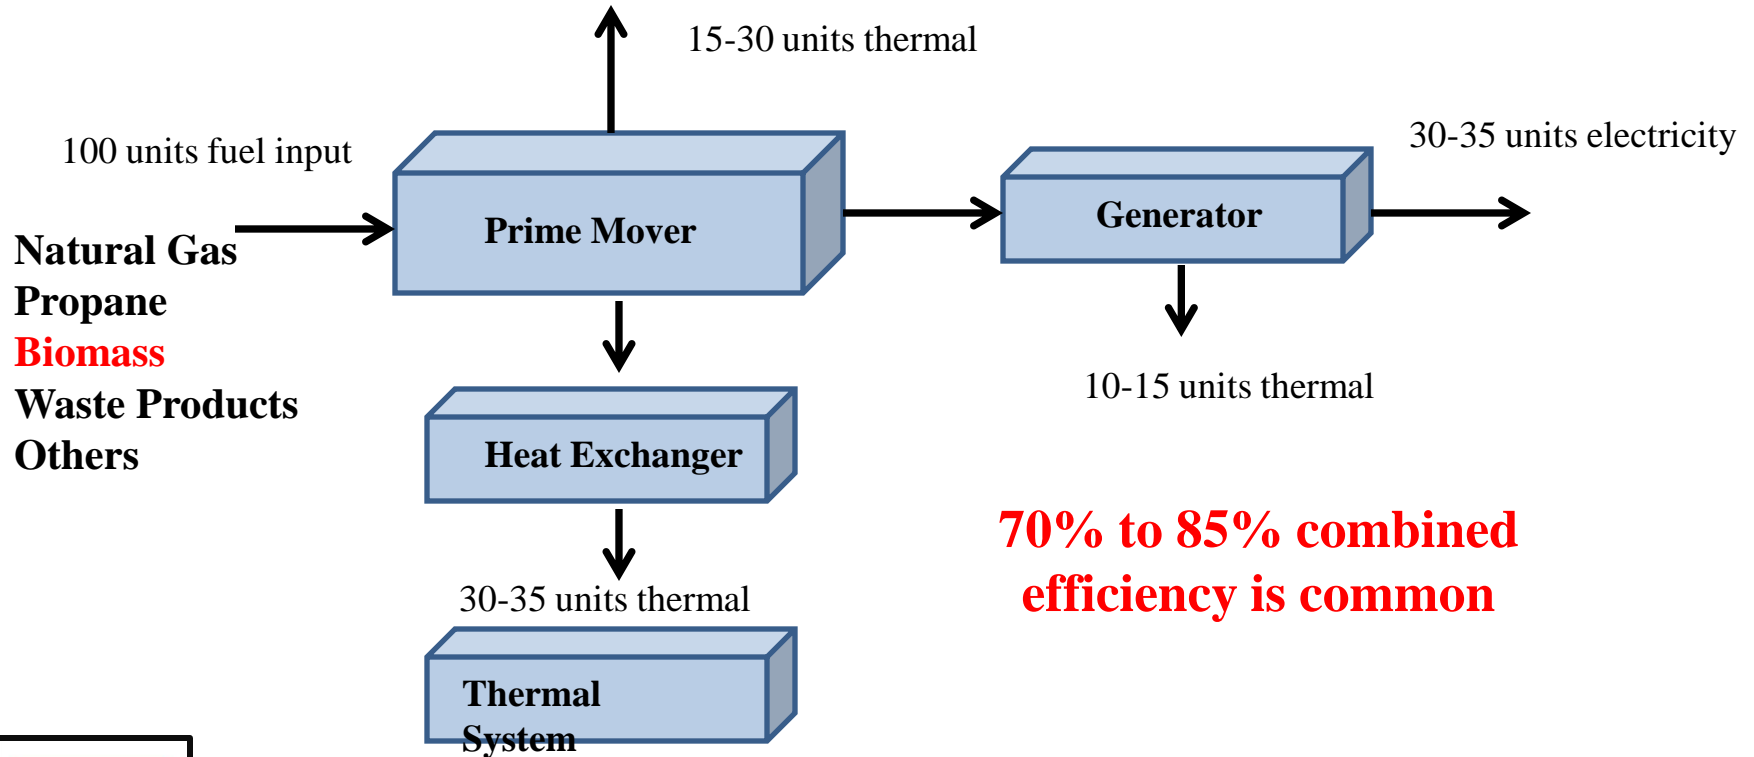 15-30 units thermal
100 units fuel input
30-35 units electricity
Prime Mover
Generator
Natural Gas
Propane
Biomass
Waste Products
Others
10-15 units thermal
Heat Exchanger
70% to 85% combined
efficiency is common
30-35 units thermal
Thermal
System